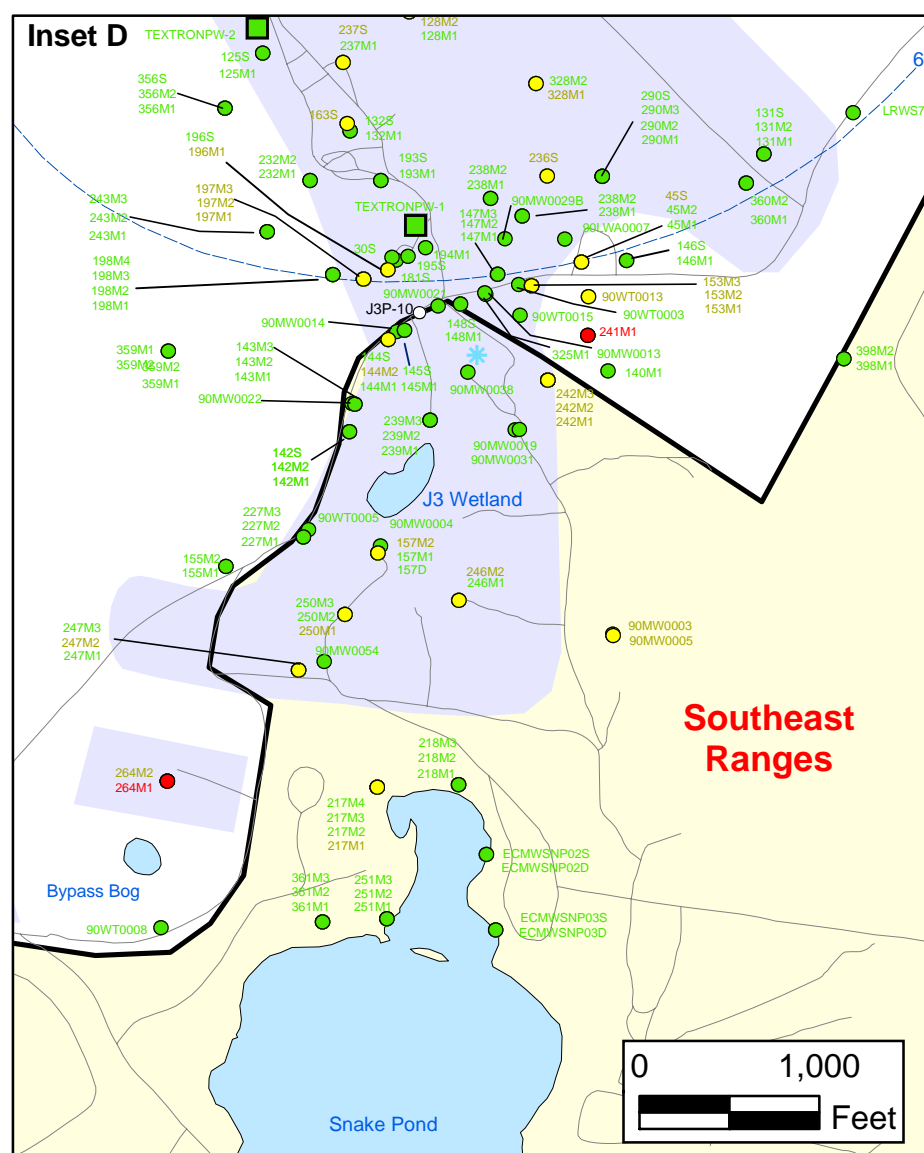 Inset D
TEXTRONPW-2
125S
125M1
237S
237M1
128M2
128M1
328M2
328M1
6
356S
356M2
356M1
163S
132S
132M1
290S
290M3
290M2
290M1
131S
131M2
131M1
LRWS7
196S
196M1
232M2
232M1
193S
193M1
236S
238M2
238M1
90MW0029B
238M2
238M1
45S
45M2
45M1
360M2
360M1
243M3
243M2
243M1
197M3
197M2
197M1
TEXTRONPW-1
147M3
147M2
147M1
90LWA0007
146S
146M1
30S
194M1
195S
181S
198M4
198M3
198M2
198M1
90MW0021
J3P-10
153M3
153M2
153M1
90WT0013
90WT0003
90WT0015
90MW0014
148S
148M1
241M1
325M1
90MW0013
140M1
398M2
398M1
359M1
359M2
359M2
359M1
143M3
143M2
143M1
144S
144M2
144M1
145S
145M1
90MW0038
90MW0022
242M3
242M2
242M1
239M3
239M2
239M1
90MW0019
90MW0031
142S
142M2
142M1
J3 Wetland
227M3
227M2
227M1
90WT0005
90MW0004
157M2
157M1
157D
155M2
155M1
246M2
246M1
250M3
250M2
250M1
247M3
247M2
247M1
90MW0054
90MW0003
90MW0005
Southeast
Ranges
218M3
218M2
218M1
264M2
264M1
217M4
217M3
217M2
217M1
Bypass Bog
ECMWSNP02S
ECMWSNP02D
361M3
361M2
361M1
251M3
251M2
251M1
90WT0008
ECMWSNP03S
ECMWSNP03D
0 1,000
Feet
Snake Pond